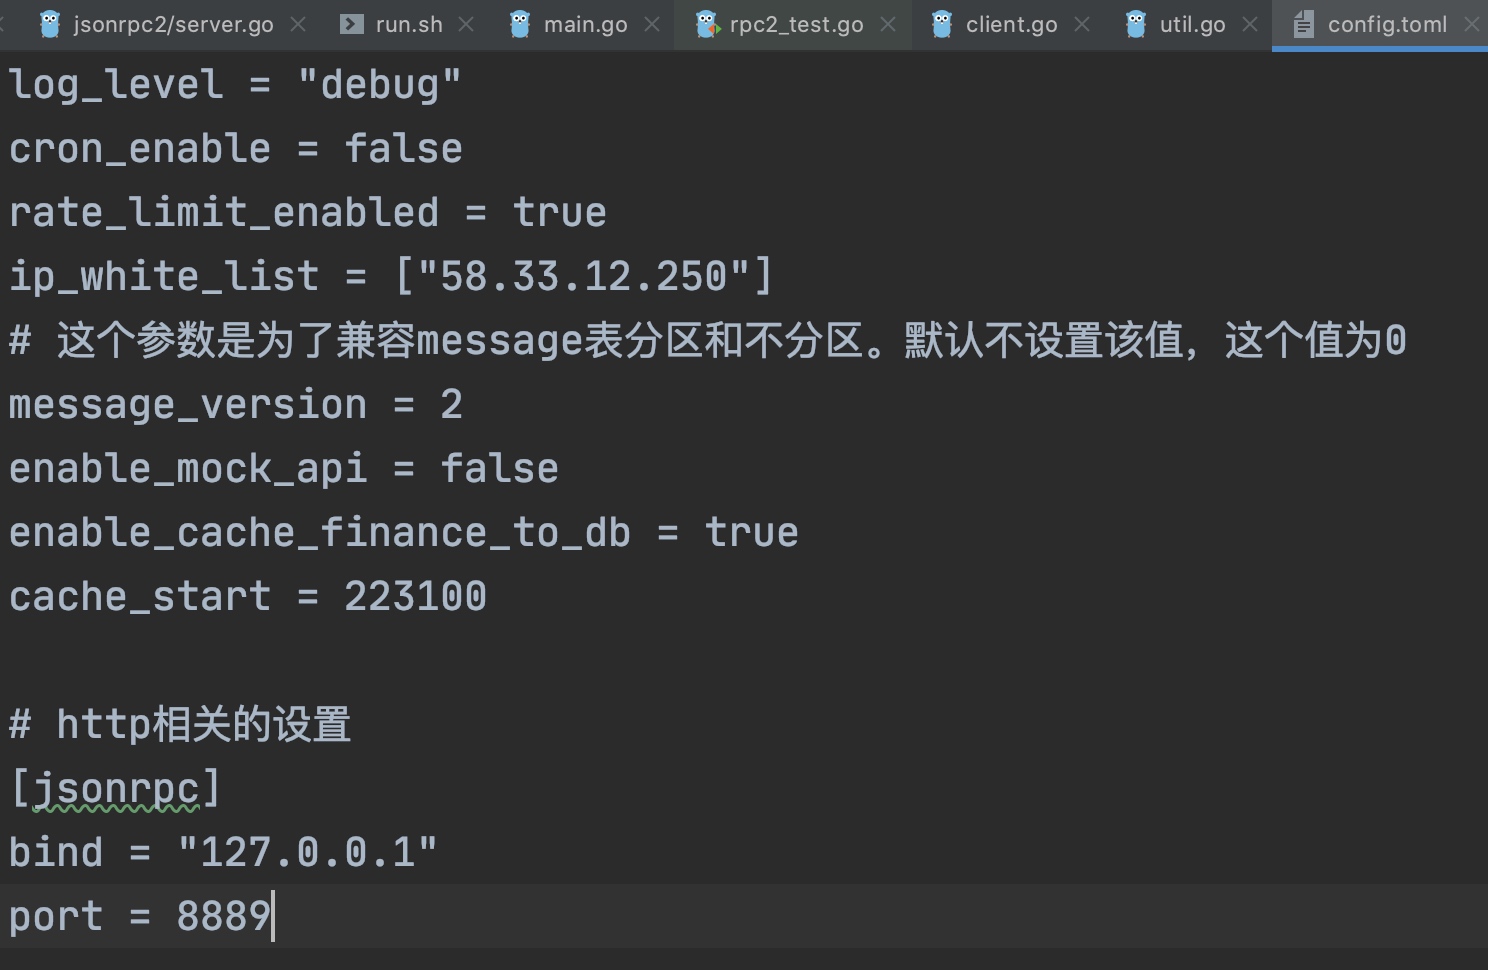 jsonrpc2/server.go run.sh main.go rpc2_test.go client.go util.go config.toml
log_level = "debug"
cron_enable = false
rate_limit_enabled = true
ip_white_list = ["58.33.12.250"]
# 这个参数是为了兼容message表分区和不分区。默认不设置该值，这个值为0
message_version = 2
enable_mock_api = false
enable_cache_finance_to_db = true
cache_start = 223100
# http相关的设置
[jsonrpc]
bind = "127.0.0.1"
port = 8889